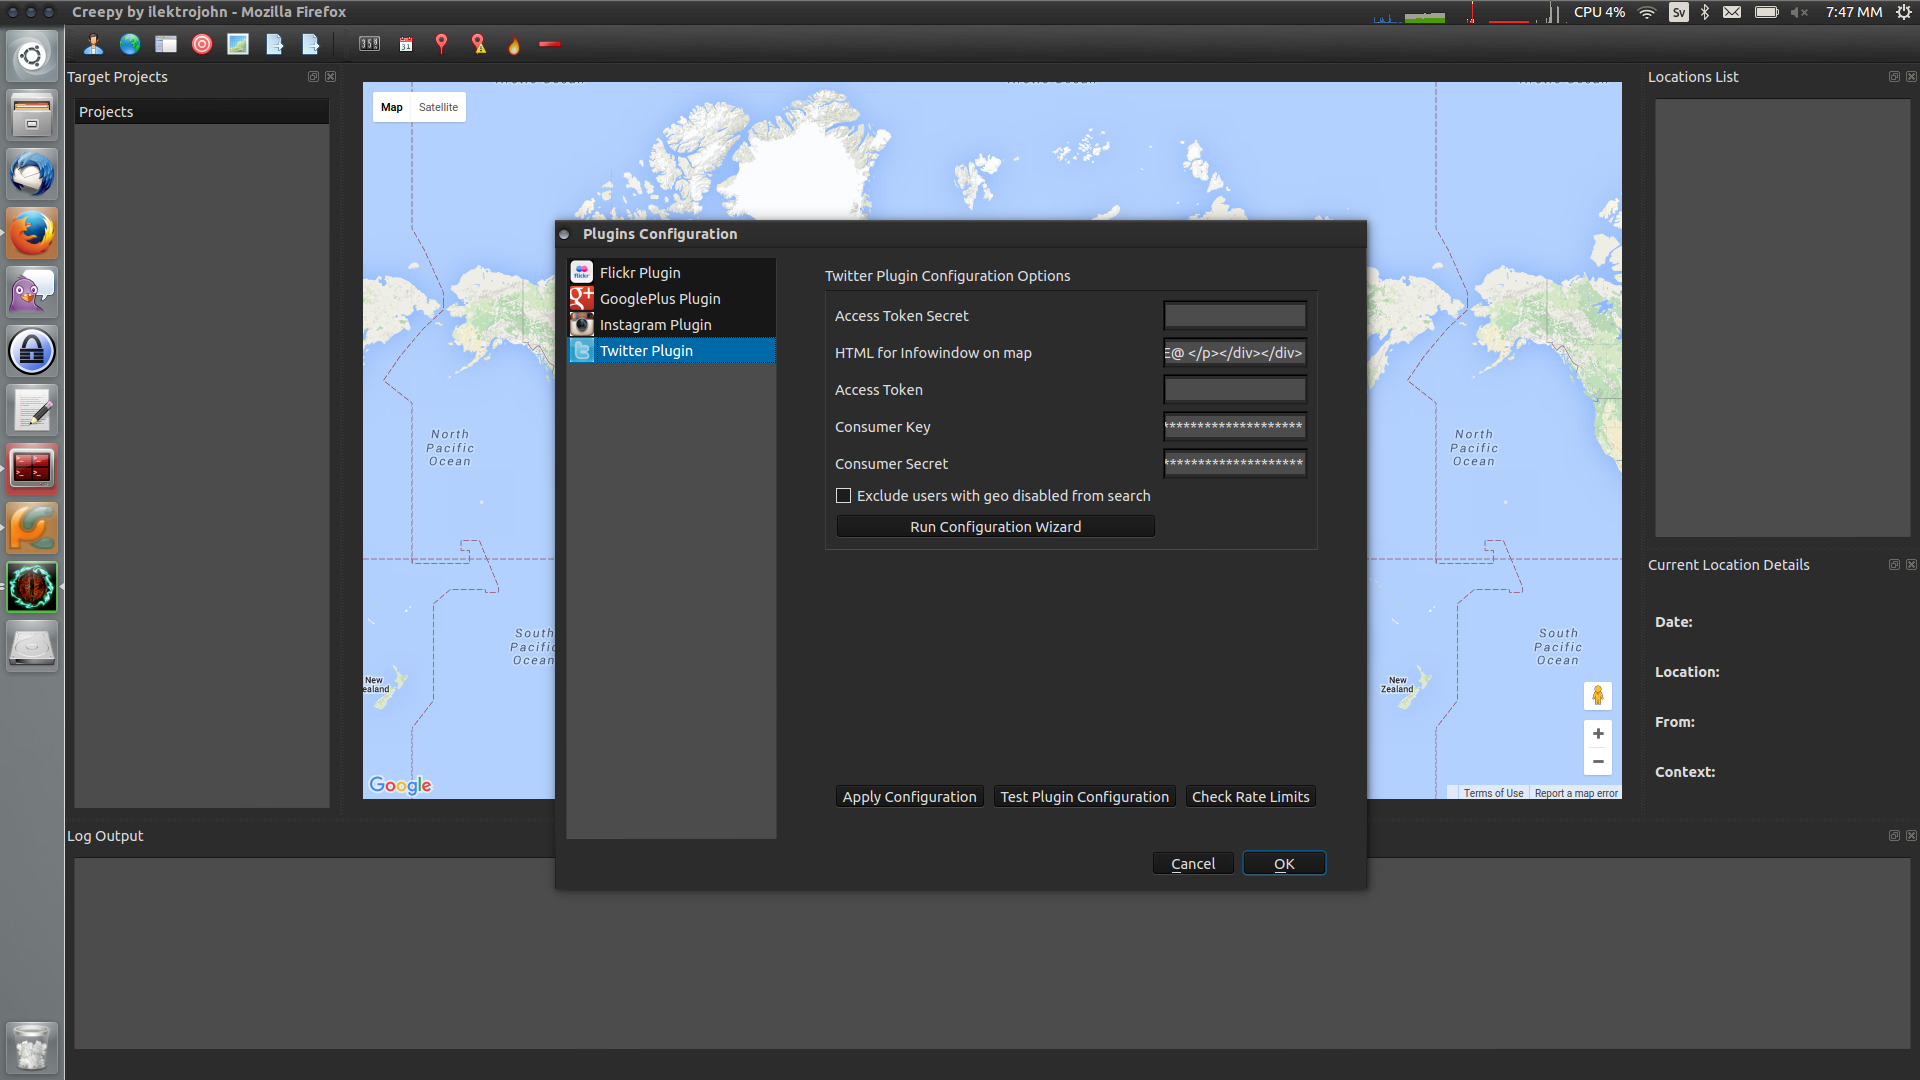 Creepy by ilektrojohn - Mozilla Firefox
CPU 4%
Sv
7:47 MM
Target Projects
Projects
Map
Satellite
Locations List
Plugins Configuration
Flickr Plugin
GooglePlus Plugin
Instagram Plugin
Twitter Plugin
Twitter Plugin Configuration Options
Access Token Secret
HTML for Infowindow on map
E@ </p></div></div>
Access Token
Consumer Key
********************
Consumer Secret
********************
Exclude users with geo disabled from search
Run Configuration Wizard
Apply Configuration
Test Plugin Configuration
Check Rate Limits
Cancel
OK
North
Pacific
Ocean
North
Pacific
Ocean
South
Pacific
Ocean
South
Pacific
Ocean
New
Zealand
New
Zealand
Google
+
−
Terms of Use
Report a map error
Current Location Details
Date:
Location:
From:
Context:
Log Output